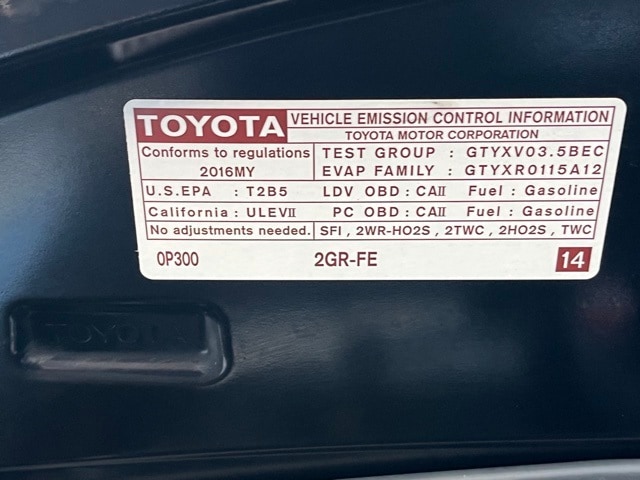 TOYOTA VEHICLE EMISSION CONTROL INFORMATION
TOYOTA MOTOR CORPORATION
Conforms to regulations TEST GROUP : GTYXV03.5BEC
2016MY EVAP FAMILY : GTYXR0115A12
U.S.EPA : T2B5 LDV OBD : CAII Fuel : Gasoline
California : ULEVII PC OBD : CAII Fuel : Gasoline
No adjustments needed. SFI , 2WR-HO2S , 2TWC , 2HO2S , TWC
0P300 2GR-FE 14
TOYOTA